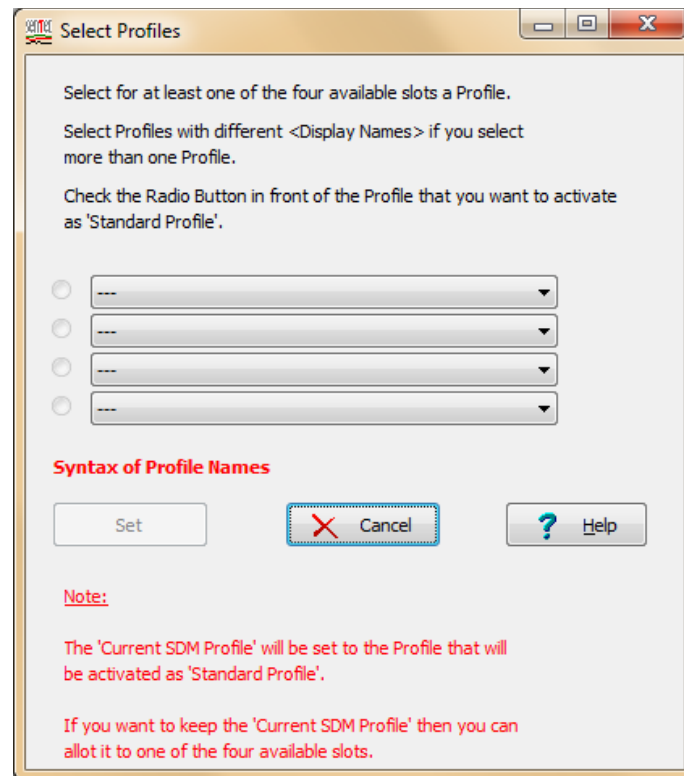 Select Profiles
Select for at least one of the four available slots a Profile.
Select Profiles with different <Display Names> if you select
more than one Profile.
Check the Radio Button in front of the Profile that you want to activate
as 'Standard Profile'.
---
---
---
---
Syntax of Profile Names
Set
Cancel
? Help
Note:
The 'Current SDM Profile' will be set to the Profile that will
be activated as 'Standard Profile'.
If you want to keep the 'Current SDM Profile' then you can
allot it to one of the four available slots.